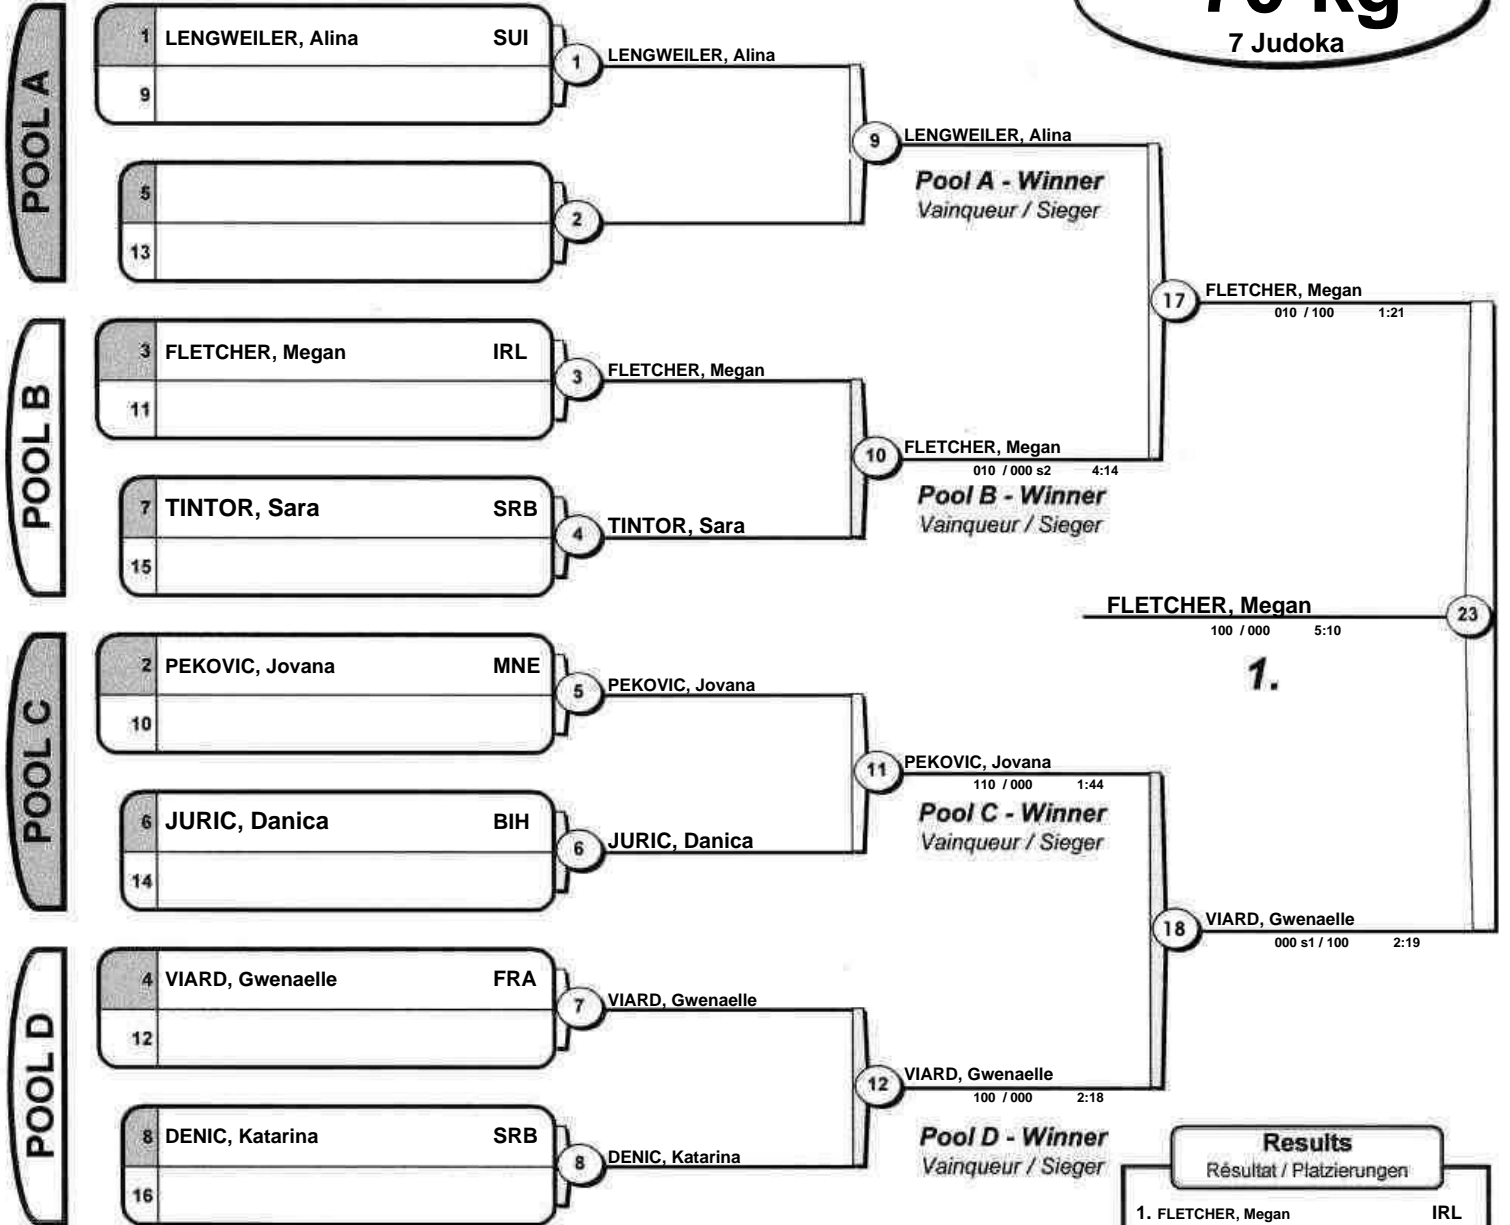 7 Judoka
POOL A
1 LENGWEILER, Alina SUI
9
1 LENGWEILER, Alina
5
13
2
9 LENGWEILER, Alina
Pool A - Winner
Vainqueur / Sieger
POOL B
3 FLETCHER, Megan IRL
11
3 FLETCHER, Megan
7 TINTOR, Sara SRB
15
4 TINTOR, Sara
10 FLETCHER, Megan
010 / 000 s2 4:14
Pool B - Winner
Vainqueur / Sieger
17 FLETCHER, Megan
010 / 100 1:21
FLETCHER, Megan 23
100 / 000 5:10
1.
POOL C
2 PEKOVIC, Jovana MNE
10
5 PEKOVIC, Jovana
6 JURIC, Danica BIH
14
6 JURIC, Danica
11 PEKOVIC, Jovana
110 / 000 1:44
Pool C - Winner
Vainqueur / Sieger
18 VIARD, Gwenaelle
000 s1 / 100 2:19
POOL D
4 VIARD, Gwenaelle FRA
12
7 VIARD, Gwenaelle
8 DENIC, Katarina SRB
16
8 DENIC, Katarina
12 VIARD, Gwenaelle
100 / 000 2:18
Pool D - Winner
Vainqueur / Sieger
Results
Résultat / Platzierungen
1. FLETCHER, Megan IRL